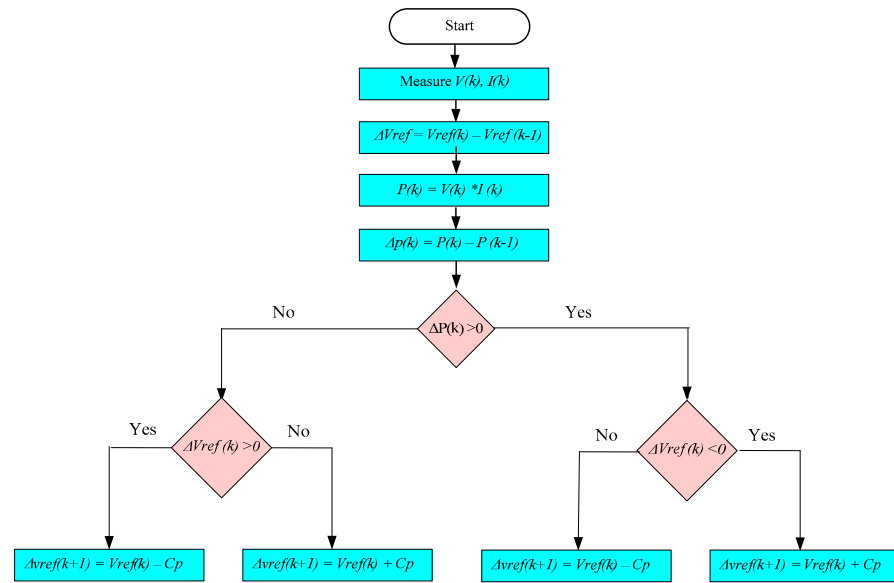 Start
Measure V(k), I(k)
ΔVref = Vref(k) – Vref (k-1)
P(k) = V(k) *I (k)
Δp(k) = P(k) – P (k-1)
ΔP(k) >0
No
Yes
ΔVref (k) >0
Yes
No
ΔVref (k) <0
No
Yes
Δvref(k+1) = Vref(k) – Cp
Δvref(k+1) = Vref(k) + Cp
Δvref(k+1) = Vref(k) – Cp
Δvref(k+1) = Vref(k) + Cp